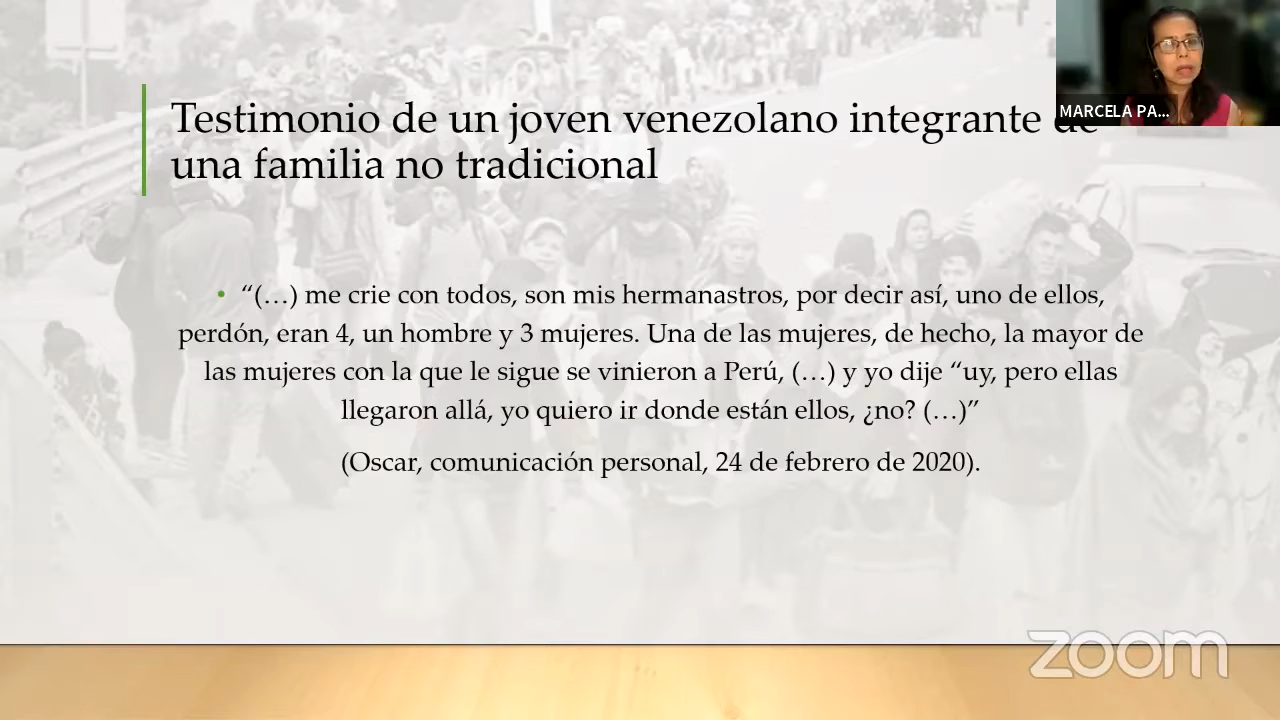 Testimonio de un joven venezolano integrante de
una familia no tradicional
MARCELA PA...
• “(…) me crie con todos, son mis hermanastros, por decir así, uno de ellos,
perdón, eran 4, un hombre y 3 mujeres. Una de las mujeres, de hecho, la mayor de
las mujeres con la que le sigue se vinieron a Perú, (…) y yo dije “uy, pero ellas
llegaron allá, yo quiero ir donde están ellos, ¿no? (…)”
(Oscar, comunicación personal, 24 de febrero de 2020).
zoom